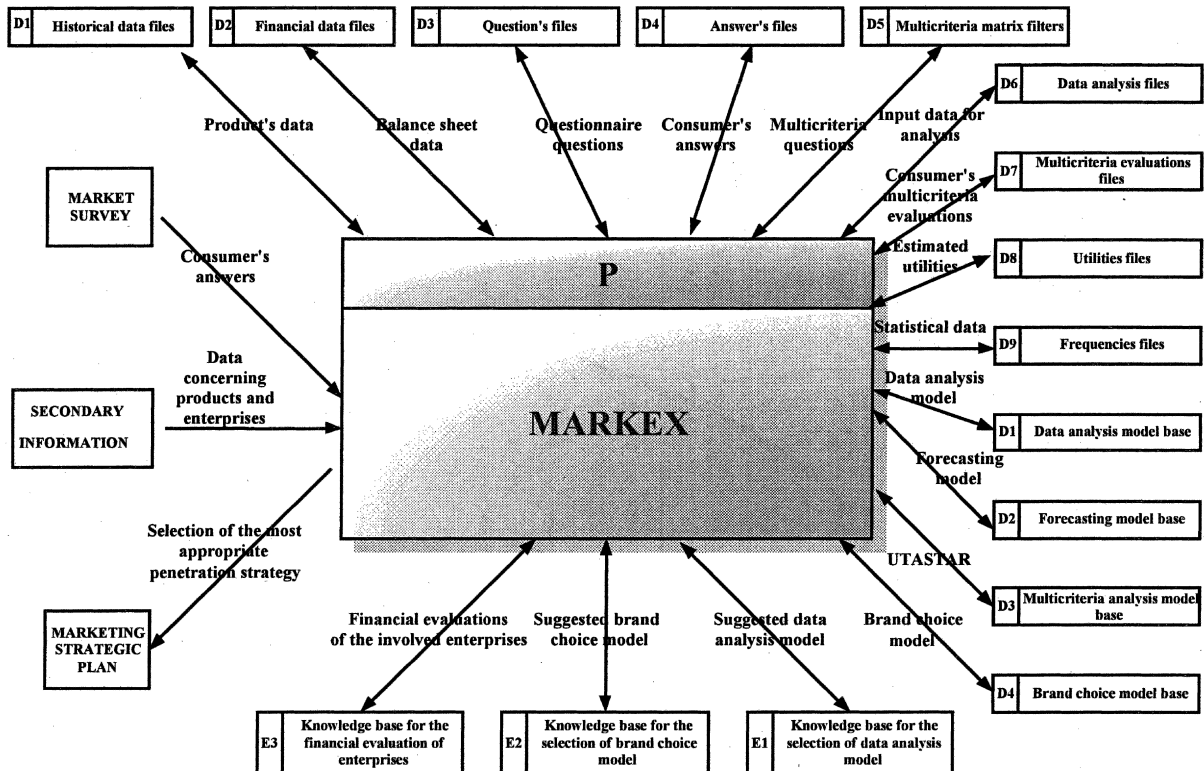 D1 Historical data files
D2 Financial data files
D3 Question's files
D4 Answer's files
D5 Multicriteria matrix filters
D6 Data analysis files
Product's data
Balance sheet
data
Questionnaire
questions
Consumer's
answers
Multicriteria
questions
Input data for
analysis
D7 Multicriteria evaluations
files
Consumer's
multicriteria
evaluations
MARKET
SURVEY
Consumer's
answers
P
Estimated
utilities
D8 Utilities files
Statistical data
D9 Frequencies files
Data
concerning
products and
enterprises
SECONDARY
INFORMATION
MARKEX
Data analysis
model
D1 Data analysis model base
Forecasting
model
D2 Forecasting model base
Selection of the most
appropriate
penetration strategy
UTASTAR
D3 Multicriteria analysis model
base
MARKETING
STRATEGIC
PLAN
Financial evaluations
of the involved enterprises
Suggested brand
choice model
Suggested data
analysis model
Brand choice
model
D4 Brand choice model base
E3 Knowledge base for the
financial evaluation of
enterprises
E2 Knowledge base for the
selection of brand choice
model
E1 Knowledge base for the
selection of data analysis
model